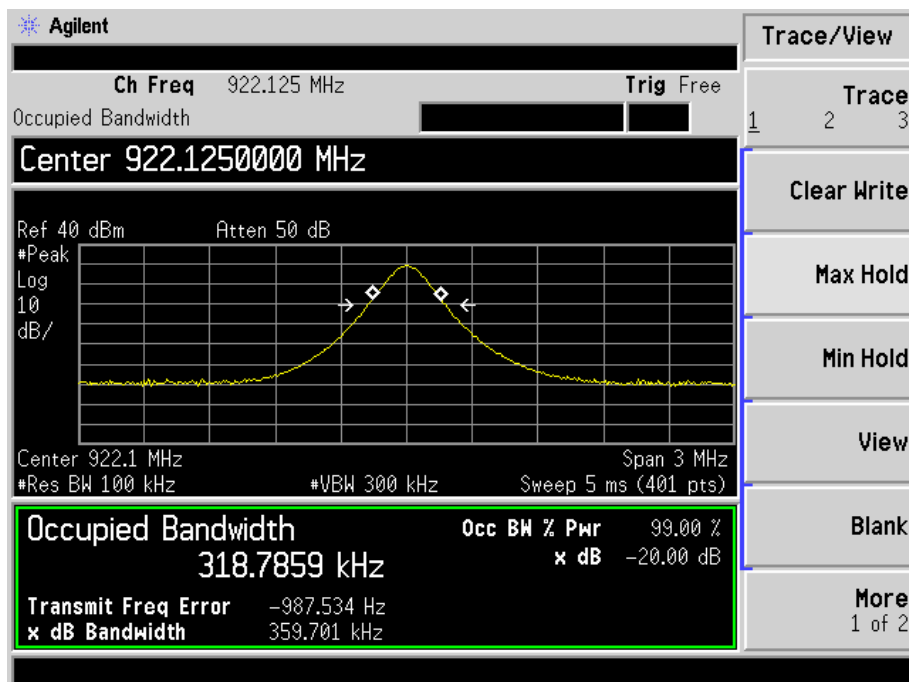 Agilent
Trace/View
Ch Freq 922.125 MHz Trig Free
Occupied Bandwidth
Trace
1 2 3
Center 922.1250000 MHz
Clear Write
Ref 40 dBm Atten 50 dB
#Peak
Log
10
dB/
Max Hold
Min Hold
View
Center 922.1 MHz Span 3 MHz
#Res BW 100 kHz #VBW 300 kHz Sweep 5 ms (401 pts)
Blank
Occupied Bandwidth Occ BW % Pwr 99.00 %
318.7859 kHz x dB -20.00 dB
Transmit Freq Error -987.534 Hz
x dB Bandwidth 359.701 kHz
More
1 of 2